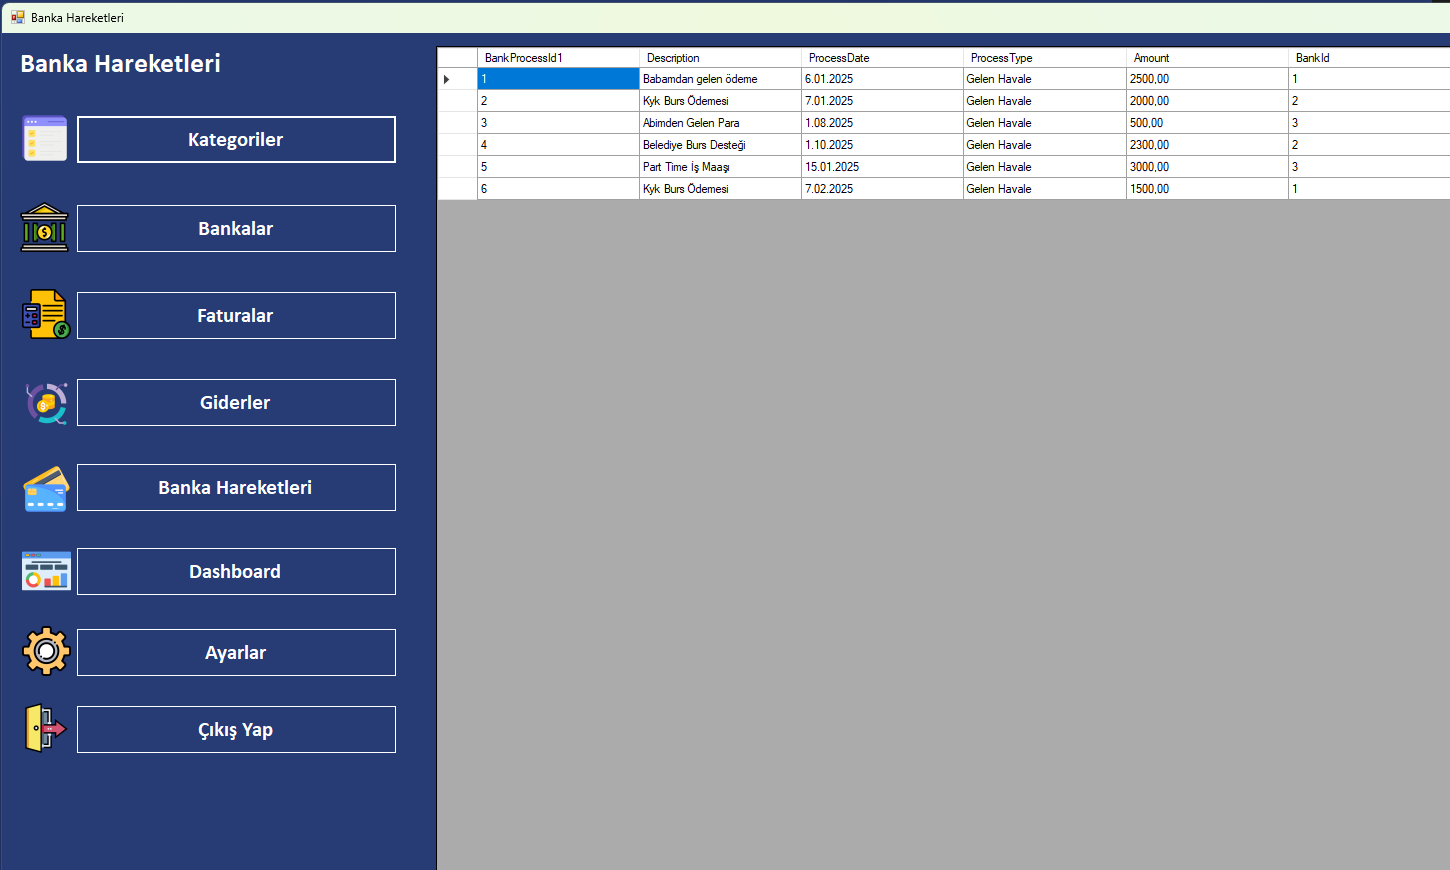 Banka Hareketleri
Banka Hareketleri
Kategoriler
Bankalar
Faturalar
Giderler
Banka Hareketleri
Dashboard
Ayarlar
Çıkış Yap
BankProcessId1 Description ProcessDate ProcessType Amount BankId
1 Babamdan gelen ödeme 6.01.2025 Gelen Havale 2500,00 1
2 Kyk Burs Ödemesi 7.01.2025 Gelen Havale 2000,00 2
3 Abimden Gelen Para 1.08.2025 Gelen Havale 500,00 3
4 Belediye Burs Desteği 1.10.2025 Gelen Havale 2300,00 2
5 Part Time İş Maaşı 15.01.2025 Gelen Havale 3000,00 3
6 Kyk Burs Ödemesi 7.02.2025 Gelen Havale 1500,00 1